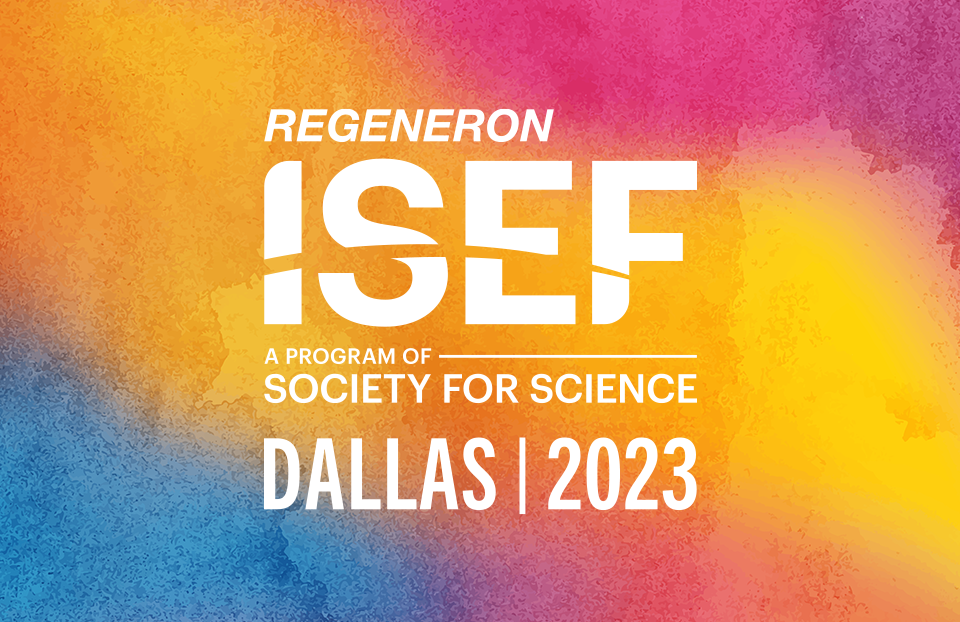 REGENERON
ISEF
A PROGRAM OF
SOCIETY FOR SCIENCE
DALLAS | 2023